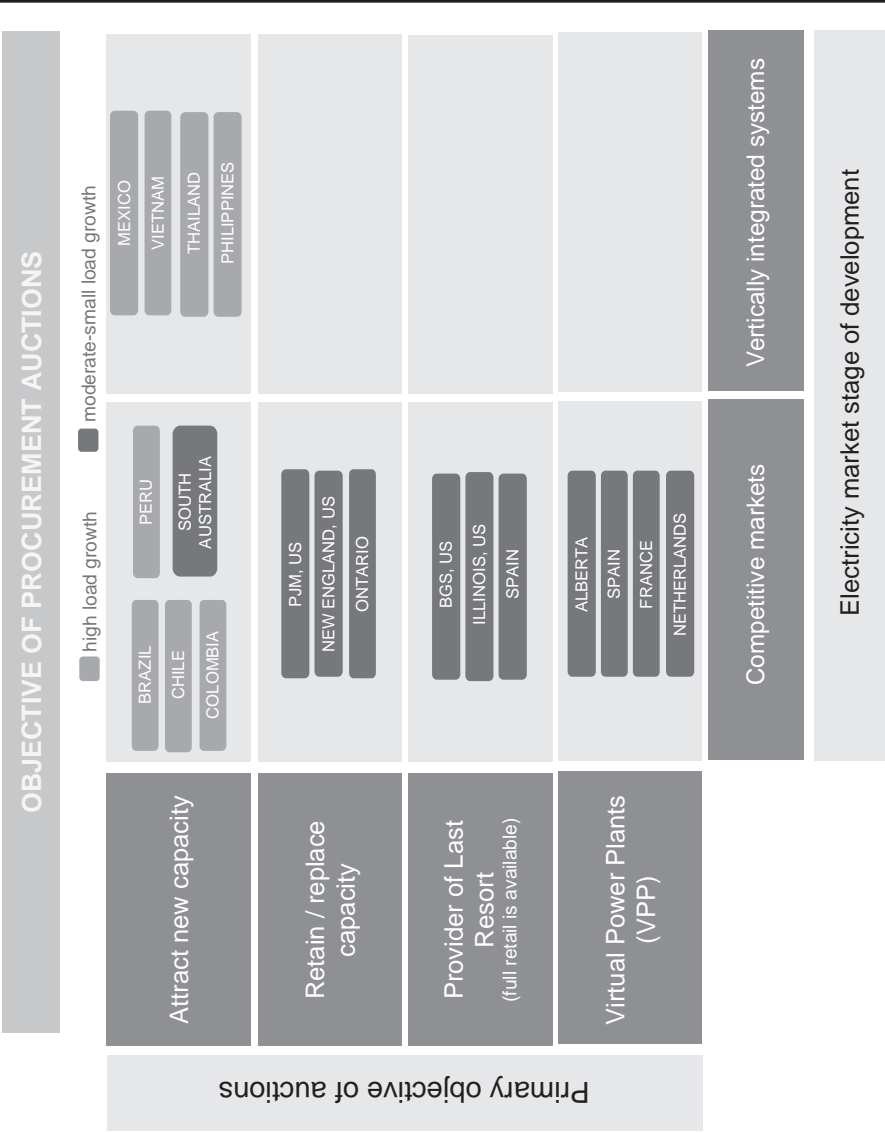 OBJECTIVE OF PROCUREMENT AUCTIONS
high load growth
moderate-small load growth
Primary objective of auctions
Attract new capacity
BRAZIL
CHILE
COLOMBIA
PERU
SOUTH
AUSTRALIA
MEXICO
VIETNAM
THAILAND
PHILIPPINES
Retain / replace
capacity
PJM, US
NEW ENGLAND, US
ONTARIO
Provider of Last
Resort
(full retail is available)
BGS, US
ILLINOIS, US
SPAIN
Virtual Power Plants
(VPP)
ALBERTA
SPAIN
FRANCE
NETHERLANDS
Competitive markets
Vertically integrated systems
Electricity market stage of development